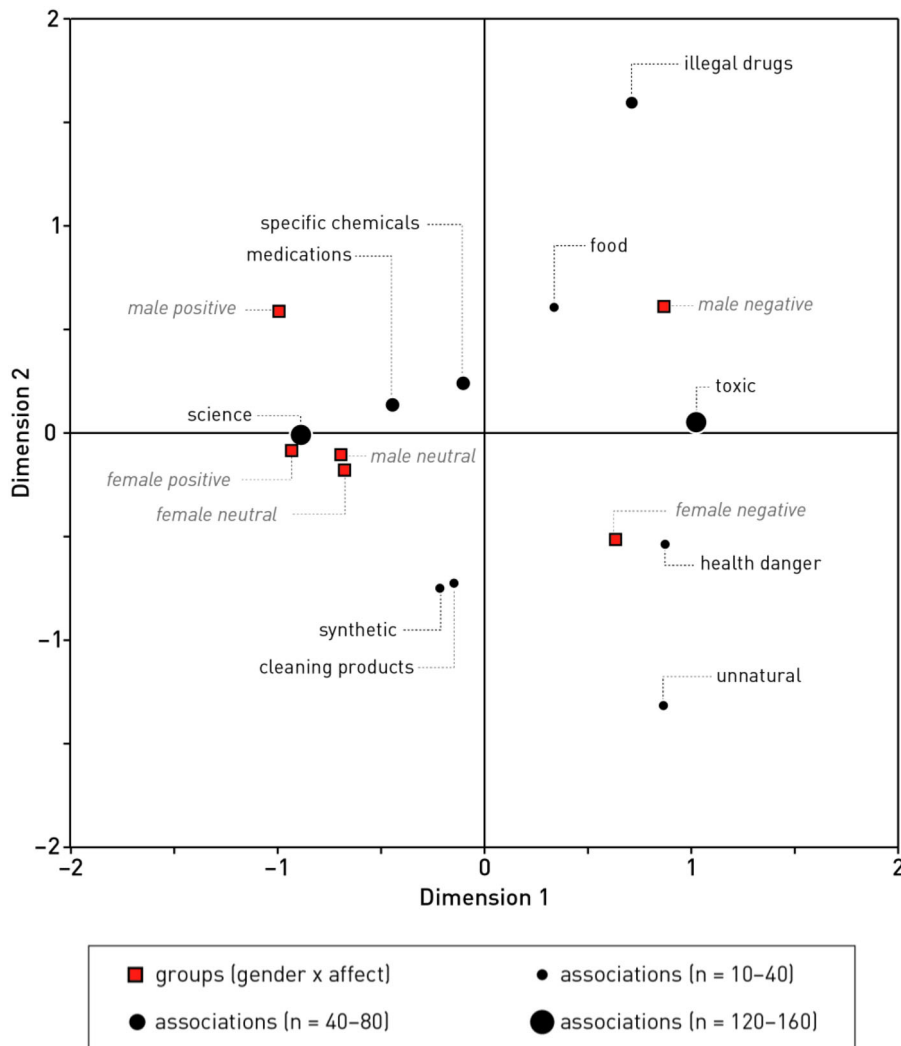 2
illegal drugs
specific chemicals
1
food
medications
male positive
male negative
toxic
science
Dimension 2
0
male neutral
female positive
female neutral
female negative
health danger
synthetic
−1
cleaning products
unnatural
−2
−2
−1
0
1
2
Dimension 1
groups (gender x affect)
associations (n = 10–40)
associations (n = 40–80)
associations (n = 120–160)